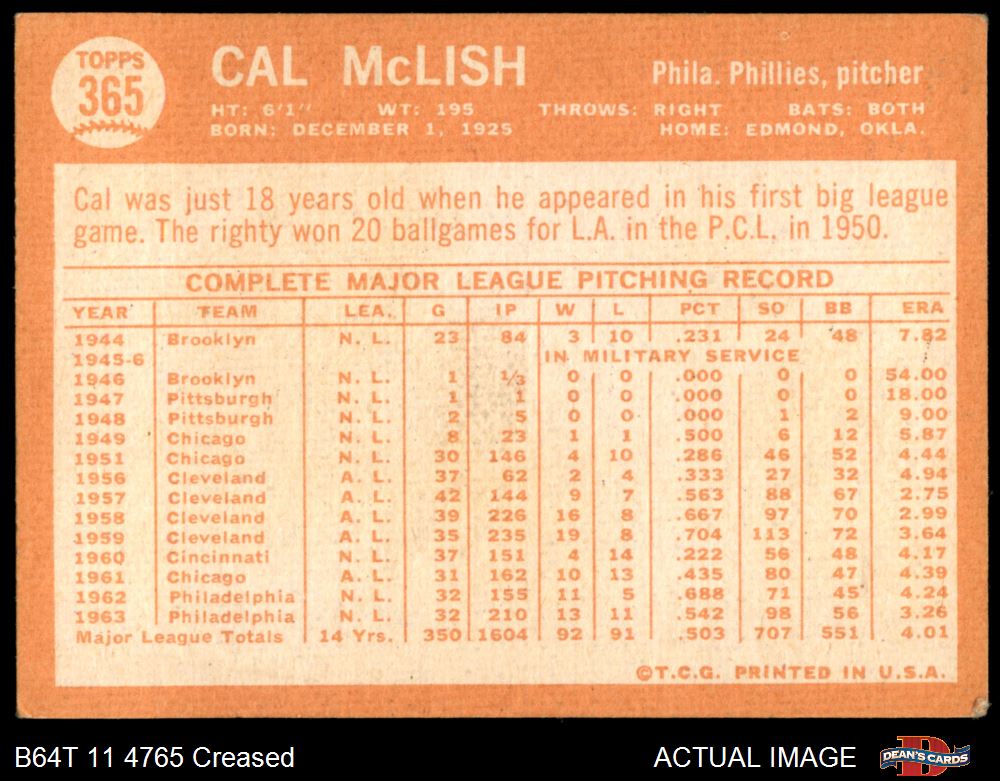 TOPPS
365
CAL McLISH
Phila. Phillies, pitcher
HT: 6'1" WT: 195 THROWS: RIGHT BATS: BOTH
BORN: DECEMBER 1, 1925 HOME: EDMOND, OKLA.
Cal was just 18 years old when he appeared in his first big league
game. The righty won 20 ballgames for L.A. in the P.C.L. in 1950.
COMPLETE MAJOR LEAGUE PITCHING RECORD
YEAR TEAM LEA. G IP W L PCT SO BB ERA
1944 Brooklyn N. L. 23 84 3 10 .231 24 48 7.82
1945-6 IN MILITARY SERVICE
1946 Brooklyn N. L. 1 1/3 0 0 .000 0 0 54.00
1947 Pittsburgh N. L. 1 1 0 0 .000 0 0 18.00
1948 Pittsburgh N. L. 2 5 0 0 .000 1 2 9.00
1949 Chicago N. L. 8 23 1 1 .500 6 12 5.87
1951 Chicago N. L. 30 146 4 10 .286 46 52 4.44
1956 Cleveland A. L. 37 62 2 4 .333 27 32 4.94
1957 Cleveland A. L. 42 144 9 7 .563 88 67 2.75
1958 Cleveland A. L. 39 226 16 8 .667 97 70 2.99
1959 Cleveland A. L. 35 235 19 8 .704 113 72 3.64
1960 Cincinnati N. L. 37 151 4 14 .222 56 48 4.17
1961 Chicago A. L. 31 162 10 13 .435 80 47 4.39
1962 Philadelphia N. L. 32 155 11 5 .688 71 45 4.24
1963 Philadelphia N. L. 32 210 13 11 .542 98 56 3.26
Major League Totals 14 Yrs. 350 1604 92 91 .503 707 551 4.01
©T.C.G. PRINTED IN U.S.A.
B64T 11 4765 Creased ACTUAL IMAGE
DEAN'S CARDS